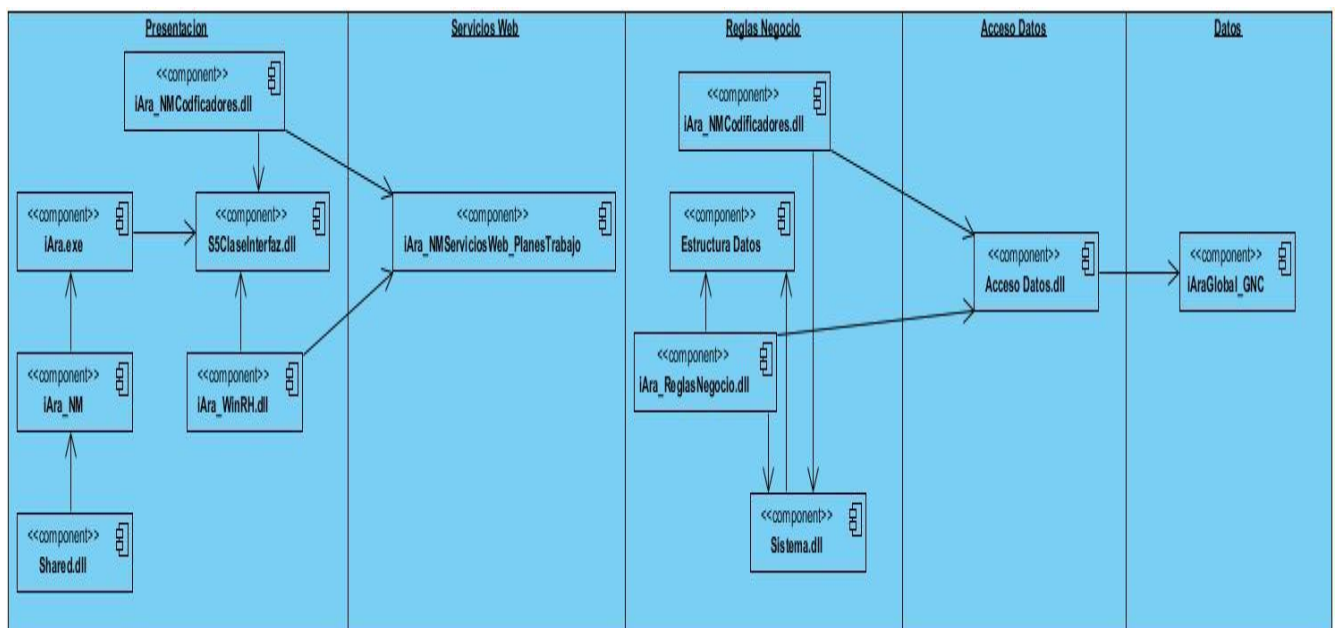 Presentacion
Servicios Web
Reglas Negocio
Acceso Datos
Datos
<<component>>
iAra_NMCodficadores.dll
<<component>>
iAra.exe
<<component>>
S5ClaseInterfaz.dll
<<component>>
iAra_NM
<<component>>
iAra_WinRH.dll
<<component>>
Shared.dll
<<component>>
iAra_NMServiciosWeb_PlanesTrabajo
<<component>>
iAra_NMCodificadores.dll
<<component>>
Estructura Datos
<<component>>
iAra_ReglasNegocio.dll
<<component>>
Sistema.dll
<<component>>
Acceso Datos.dll
<<component>>
iAraGlobal_GNC